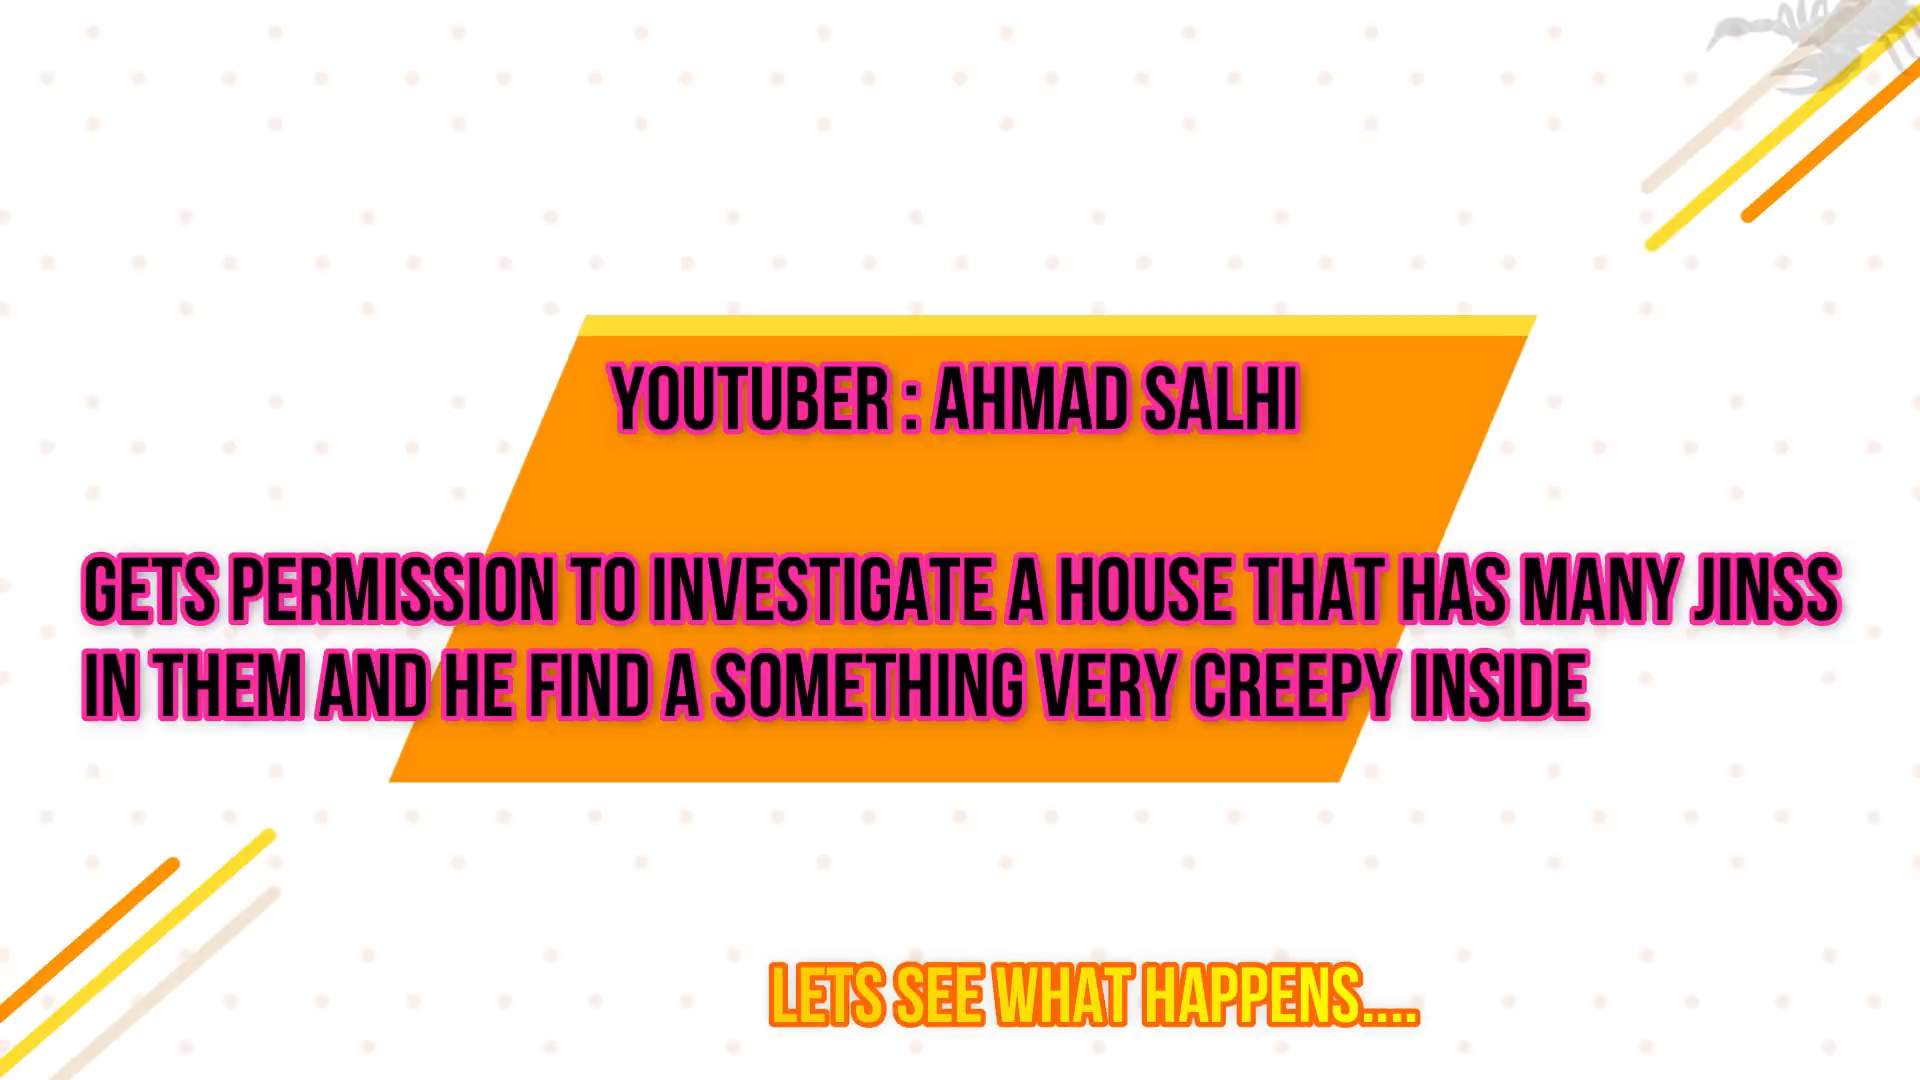 YOUTUBER : AHMAD SALHI
GETS PERMISSION TO INVESTIGATE A HOUSE THAT HAS MANY JINSS
IN THEM AND HE FIND A SOMETHING VERY CREEPY INSIDE
LETS SEE WHAT HAPPENS....